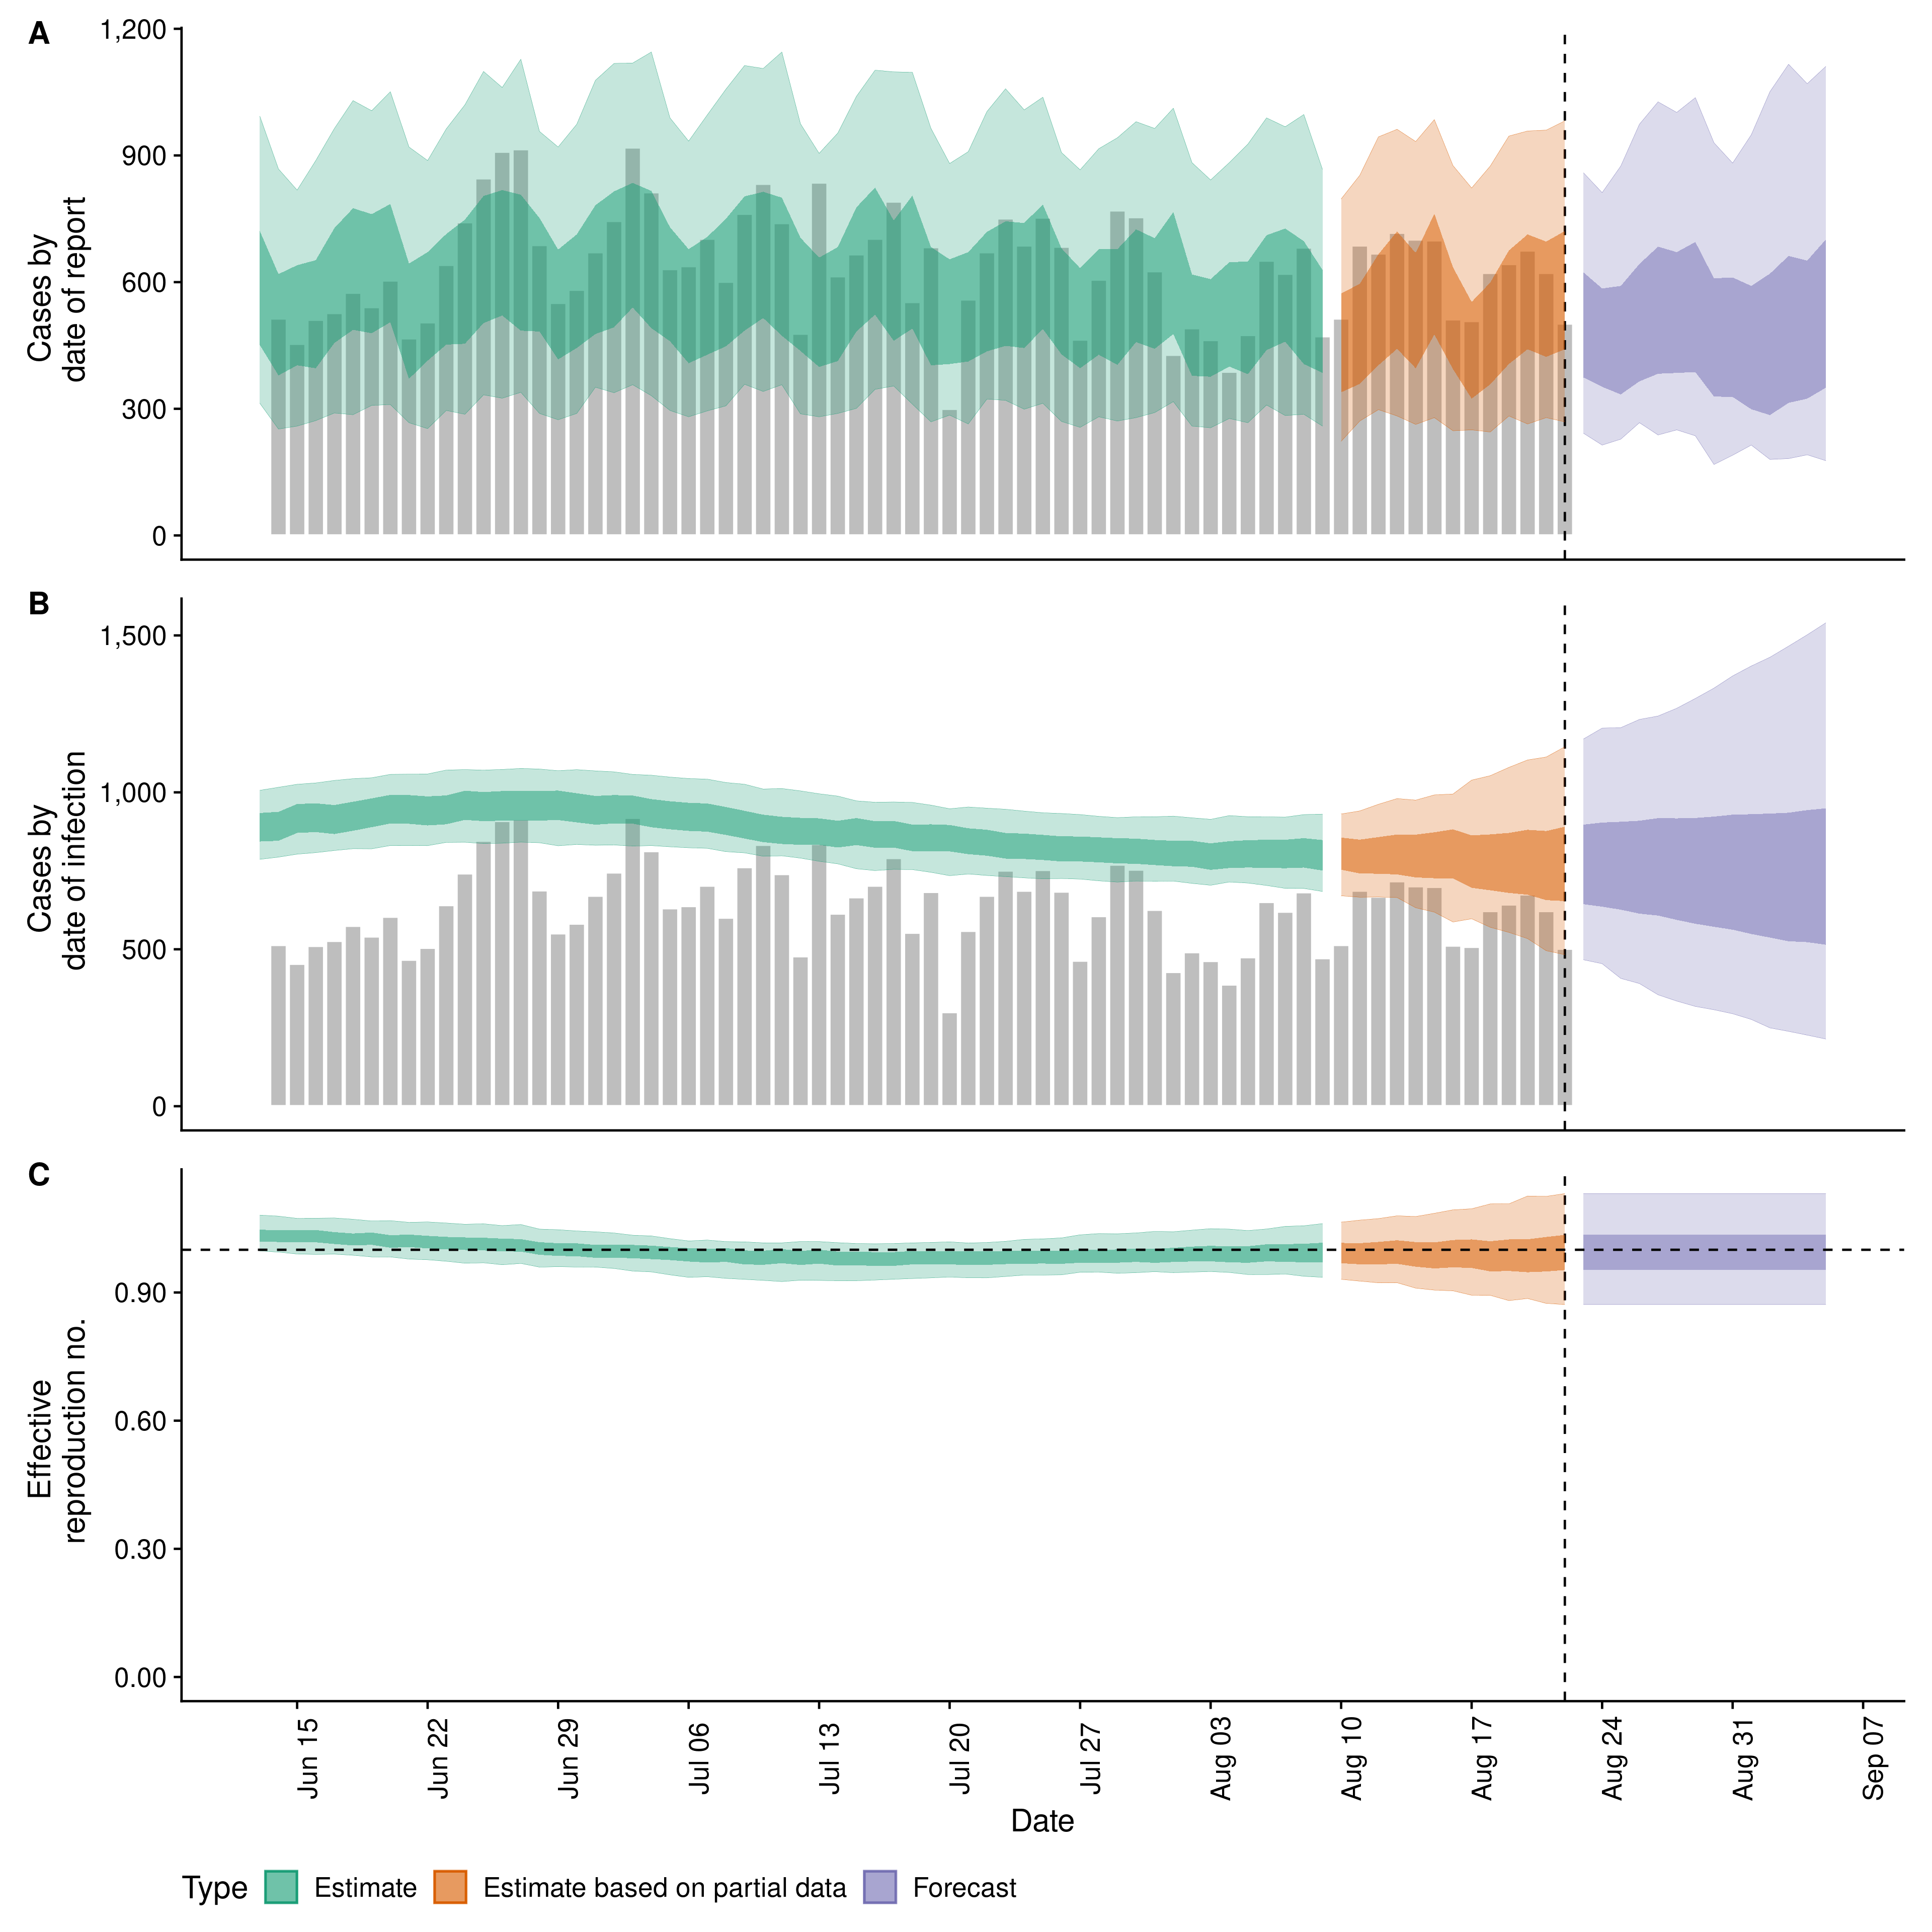 A
1,200
900
600
300
0
Cases by
date of report
B
1,500
1,000
500
0
Cases by
date of infection
C
0.90
0.60
0.30
0.00
Effective
reproduction no.
Jun 15
Jun 22
Jun 29
Jul 06
Jul 13
Jul 20
Jul 27
Aug 03
Aug 10
Aug 17
Aug 24
Aug 31
Sep 07
Date
Type Estimate Estimate based on partial data Forecast